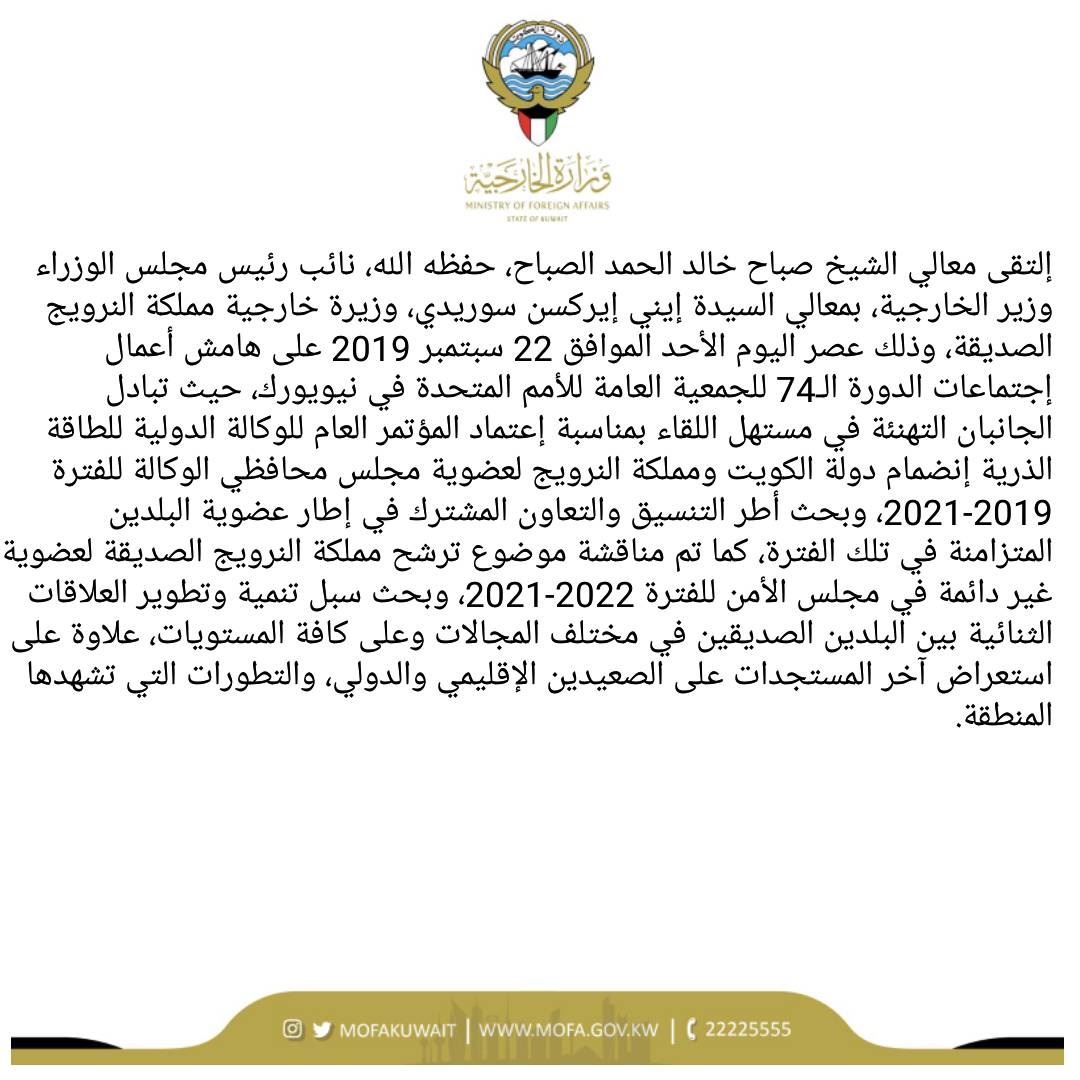 دولة الكويت
وزارة الخارجية
MINISTRY OF FOREIGN AFFAIRS
STATE OF KUWAIT
إلتقى معالي الشيخ صباح خالد الحمد الصباح، حفظه الله، نائب رئيس مجلس الوزراء
وزير الخارجية، بمعالي السيدة إيني إيركسن سوريدي، وزيرة خارجية مملكة النرويج
الصديقة، وذلك عصر اليوم الأحد الموافق 22 سبتمبر 2019 على هامش أعمال
إجتماعات الدورة الـ74 للجمعية العامة للأمم المتحدة في نيويورك، حيث تبادل
الجانبان التهنئة في مستهل اللقاء بمناسبة إعتماد المؤتمر العام للوكالة الدولية للطاقة
الذرية إنضمام دولة الكويت ومملكة النرويج لعضوية مجلس محافظي الوكالة للفترة
2019-2021، وبحث أطر التنسيق والتعاون المشترك في إطار عضوية البلدين
المتزامنة في تلك الفترة، كما تم مناقشة موضوع ترشح مملكة النرويج الصديقة لعضوية
غير دائمة في مجلس الأمن للفترة 2022-2021، وبحث سبل تنمية وتطوير العلاقات
الثنائية بين البلدين الصديقين في مختلف المجالات وعلى كافة المستويات، علاوة على
استعراض آخر المستجدات على الصعيدين الإقليمي والدولي، والتطورات التي تشهدها
المنطقة.
MOFAKUWAIT | WWW.MOFA.GOV.KW | 22225555